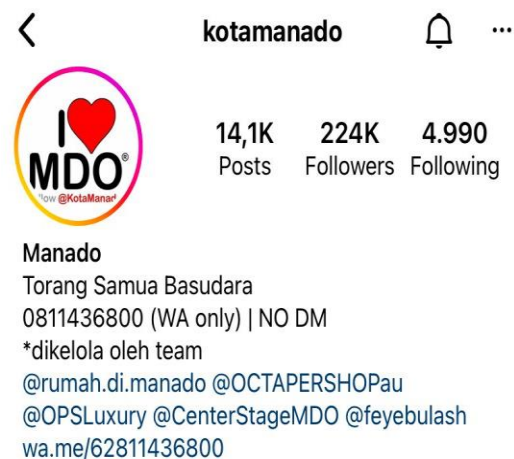 kotamanado
14,1K 224K 4.990
Posts Followers Following
I
MDO®
@KotaManad
Manado
Torang Samua Basudara
0811436800 (WA only) | NO DM
*dikelola oleh team
@rumah.di.manado @OCTAPERSHOPau
@OPSLuxury @CenterStageMDO @feyebulash
wa.me/62811436800